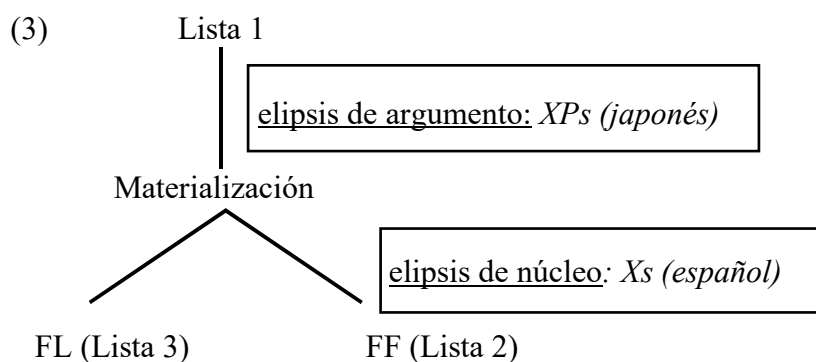 (3) Lista 1
elipsis de argumento: XPs (japonés)
Materialización
elipsis de núcleo: Xs (español)
FL (Lista 3) FF (Lista 2)